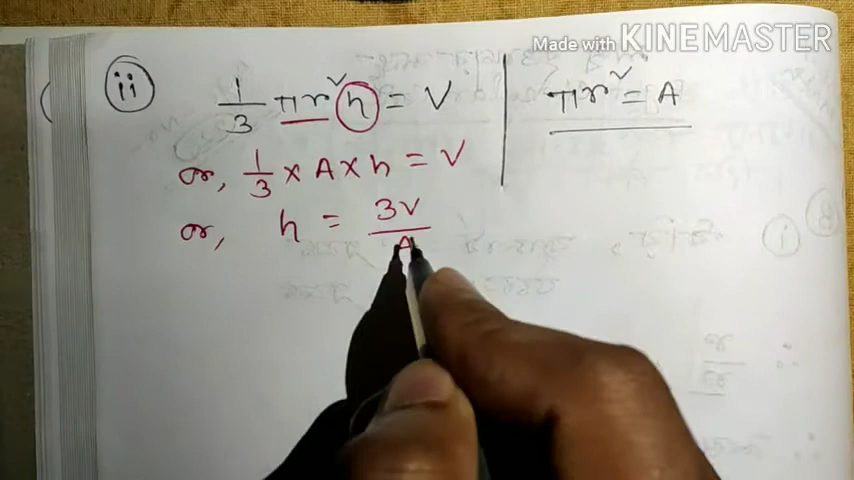 Made with KINEMASTER
ii 1/3 πr² h = V | πr² = A
or, 1/3 × A × h = V
or, h = 3V/A